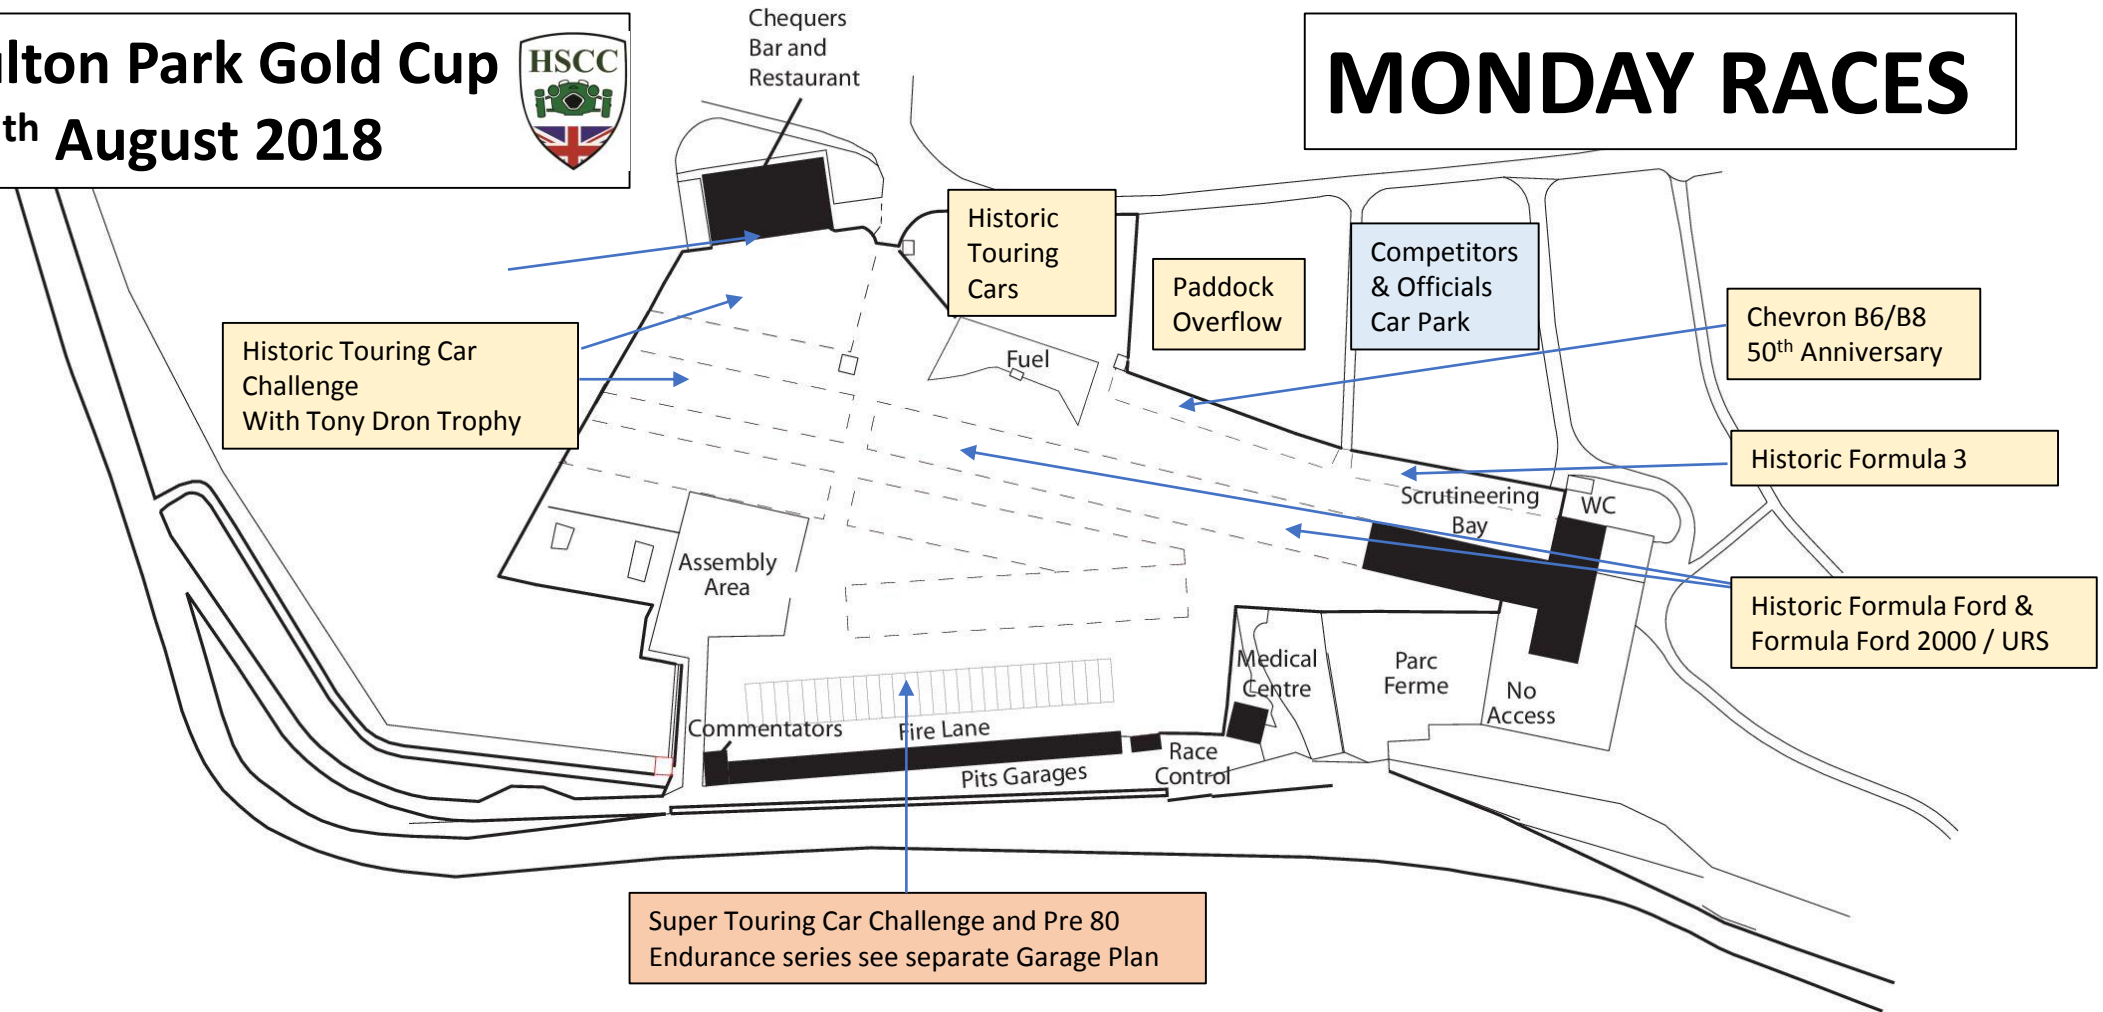 lton Park Gold Cup
th August 2018
HSCC
Chequers
Bar and
Restaurant
MONDAY RACES
Historic
Touring
Cars
Competitors
& Officials
Car Park
Paddock
Overflow
Chevron B6/B8
50th Anniversary
Historic Touring Car
Challenge
With Tony Dron Trophy
Fuel
Historic Formula 3
Scrutineering
Bay
WC
Assembly
Area
Historic Formula Ford &
Formula Ford 2000 / URS
Medical
Centre
Parc
Ferme
No
Access
Commentators
Fire Lane
Pits Garages
Race
Control
Super Touring Car Challenge and Pre 80
Endurance series see separate Garage Plan